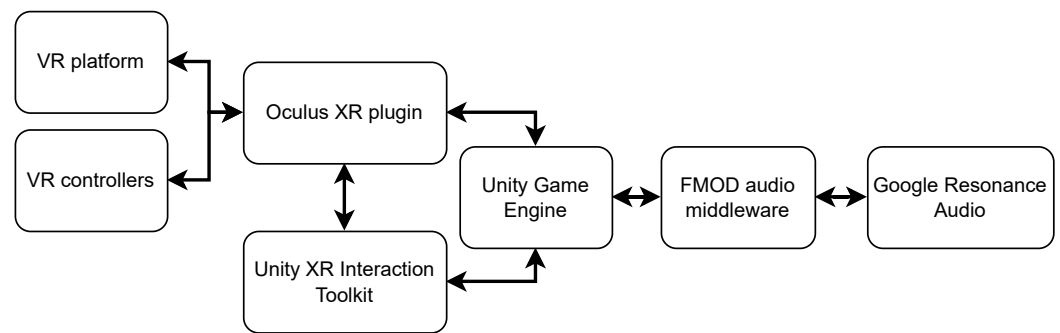 VR platform
VR controllers
Oculus XR plugin
Unity XR Interaction
Toolkit
Unity Game
Engine
FMOD audio
middleware
Google Resonance
Audio